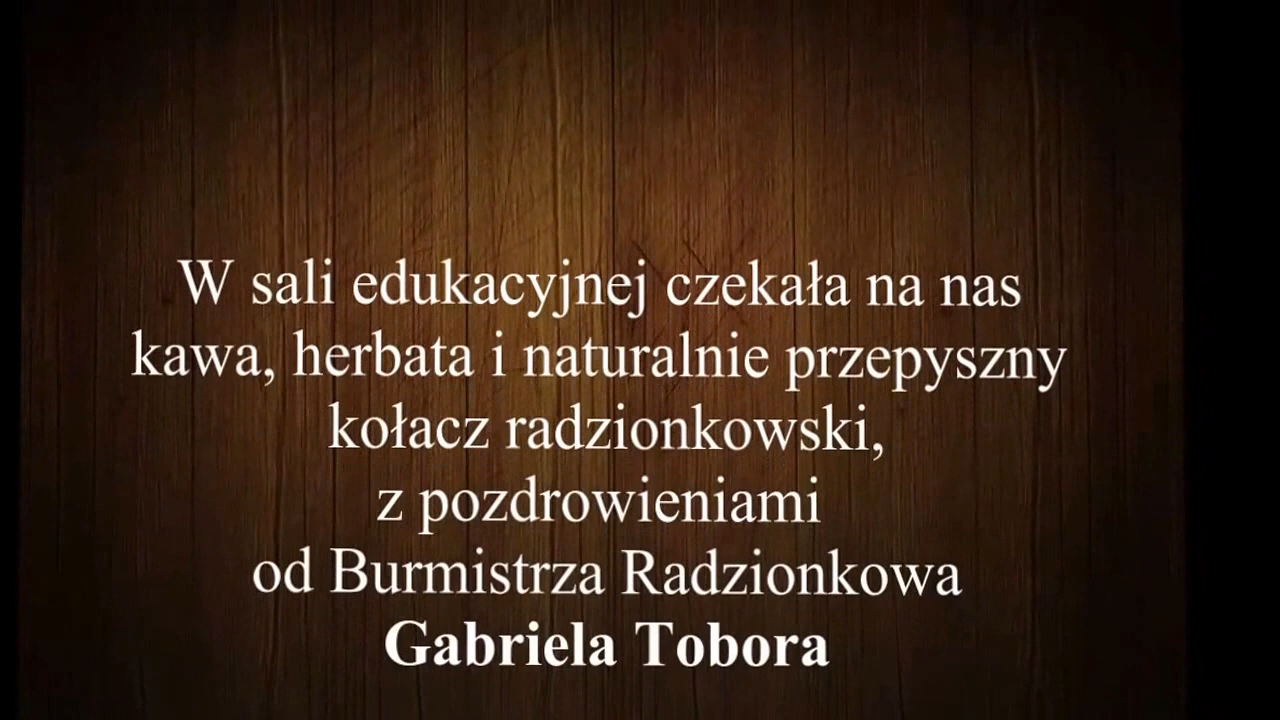 W sali edukacyjnej czekała na nas
kawa, herbata i naturalnie przepyszny
kołacz radzionkowski,
z pozdrowieniami
od Burmistrza Radzionkowa
Gabriela Tobora